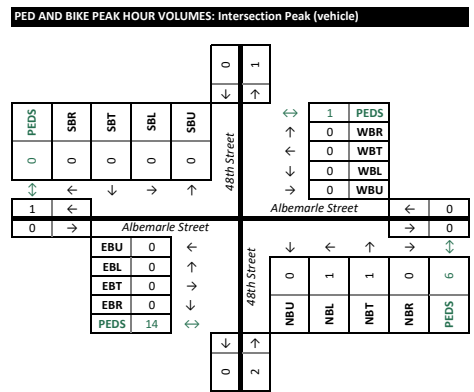 PED AND BIKE PEAK HOUR VOLUMES: Intersection Peak (vehicle)
0 1
↓ ↑
PEDS SBR SBT SBL SBU
0 0 0 0 0
↕ ← ↓ → ↑
48th Street
↔ 1 PEDS
↑ 0 WBR
← 0 WBT
↓ 0 WBL
→ 0 WBU
1 ←
0 →
Albemarle Street
← 0
→ 0
Albemarle Street
EBU 0 ←
EBL 0 ↑
EBT 0 →
EBR 0 ↓
PEDS 14 ↔
48th Street
↓ ← ↑ → ↕
0 1 1 0 6
NBU NBL NBT NBR PEDS
↓ ↑
0 2